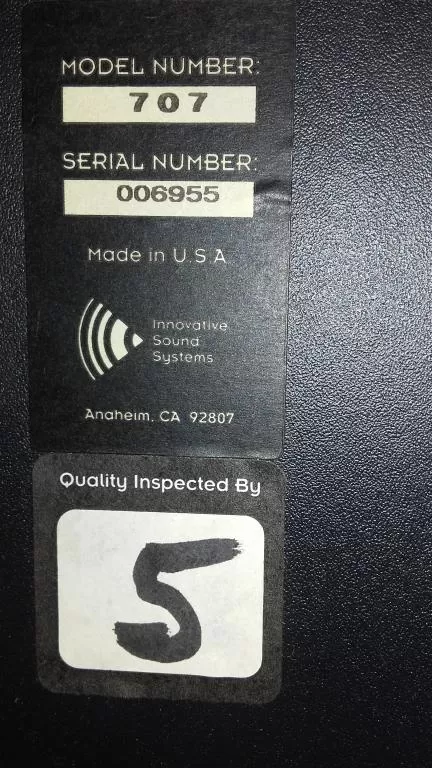 MODEL NUMBER:
707
SERIAL NUMBER:
006955
Made in U.S.A
Innovative
Sound
Systems
Anaheim, CA 92807
Quality Inspected By
5